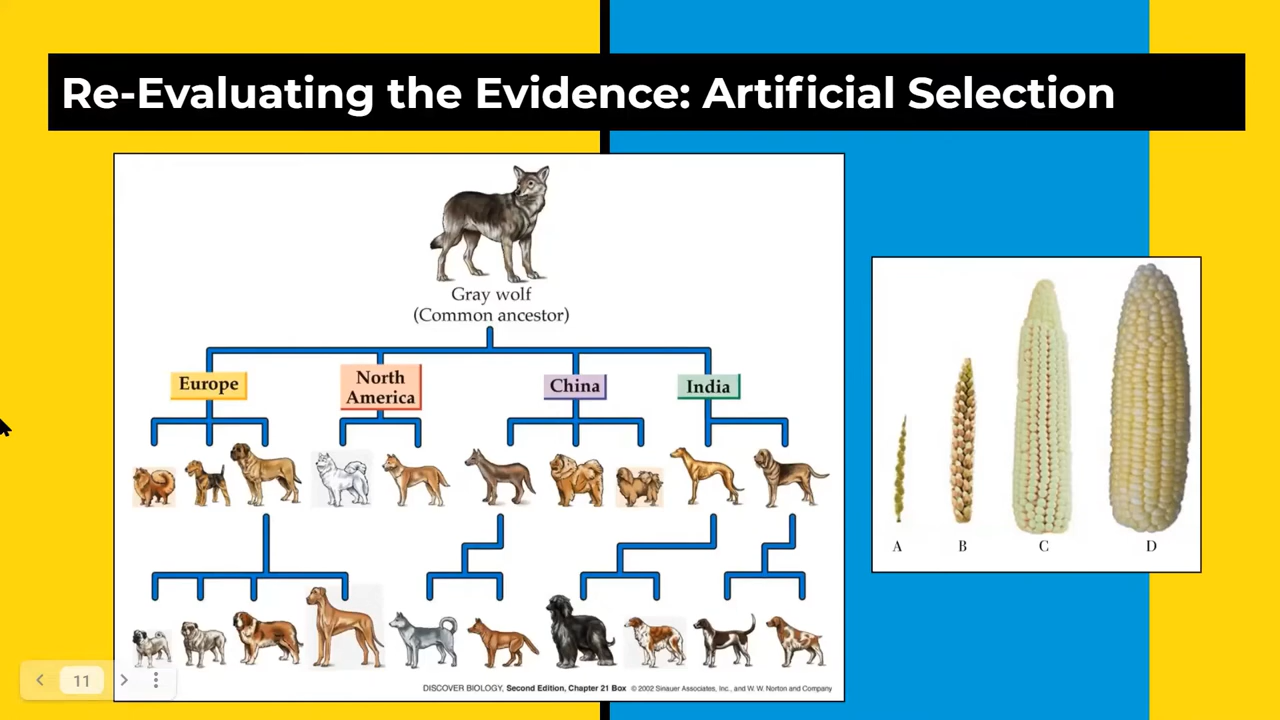 Re-Evaluating the Evidence: Artificial Selection
Gray wolf
(Common ancestor)
Europe
North
America
China
India
DISCOVER BIOLOGY, Second Edition, Chapter 21 Box © 2002 Sinauer Associates, Inc., and W. W. Norton and Company
A B C D
11